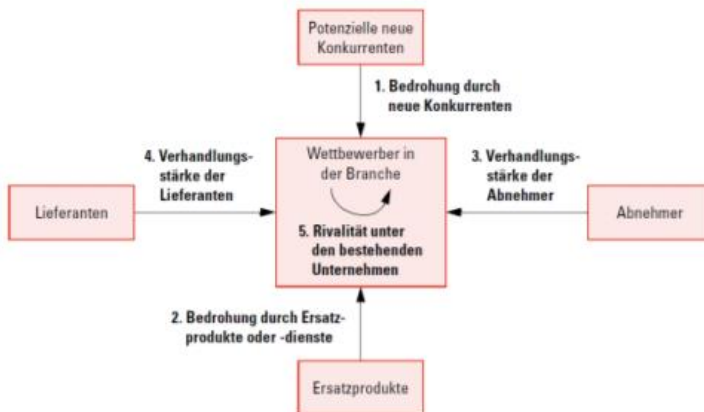 Potenzielle neue
Konkurrenten
1. Bedrohung durch
neue Konkurrenten
4. Verhandlungs-
stärke der
Lieferanten
Wettbewerber in
der Branche
3. Verhandlungs-
stärke der
Abnehmer
Lieferanten
Abnehmer
5. Rivalität unter
den bestehenden
Unternehmen
2. Bedrohung durch Ersatz-
produkte oder -dienste
Ersatzprodukte